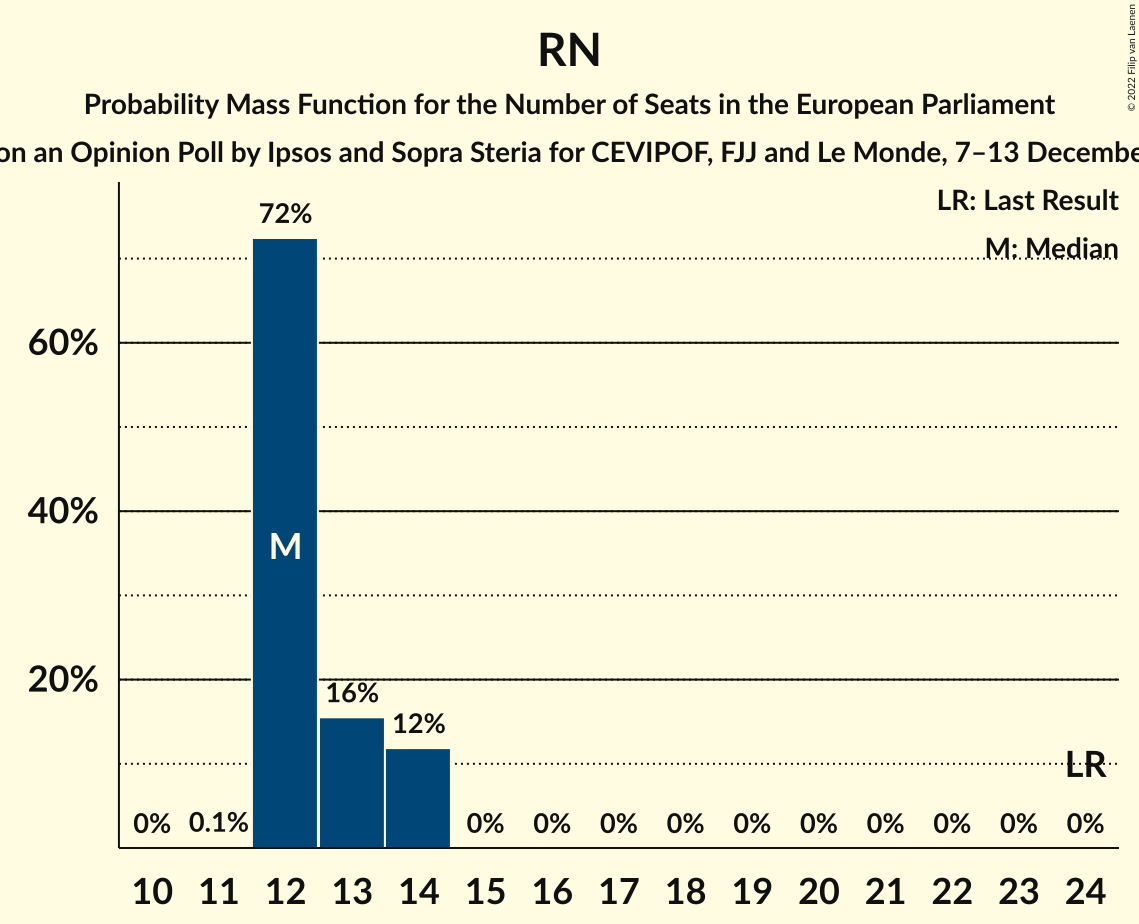 RN
Probability Mass Function for the Number of Seats in the European Parliament
on an Opinion Poll by Ipsos and Sopra Steria for CEVIPOF, FJJ and Le Monde, 7–13 Decembe
© 2022 Filip van Laenen
LR: Last Result
M: Median
72%
60%
40%
M
20%
16%
12%
LR
0% 0.1% 0% 0% 0% 0% 0% 0% 0% 0% 0% 0%
10 11 12 13 14 15 16 17 18 19 20 21 22 23 24